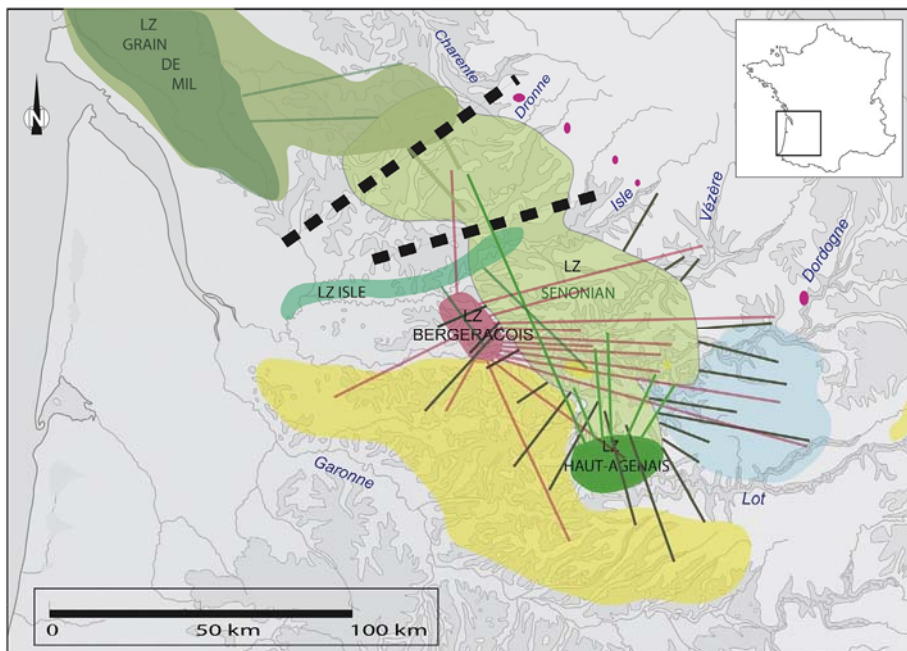 LZ
GRAIN
DE
MIL
Charente
Dronne
N
Isle
Vézère
Dordogne
LZ
SENONIAN
LZ ISLE
LZ
BERGERACOIS
LZ
HAUT-AGENAIS
Garonne
Lot
0 50 km 100 km